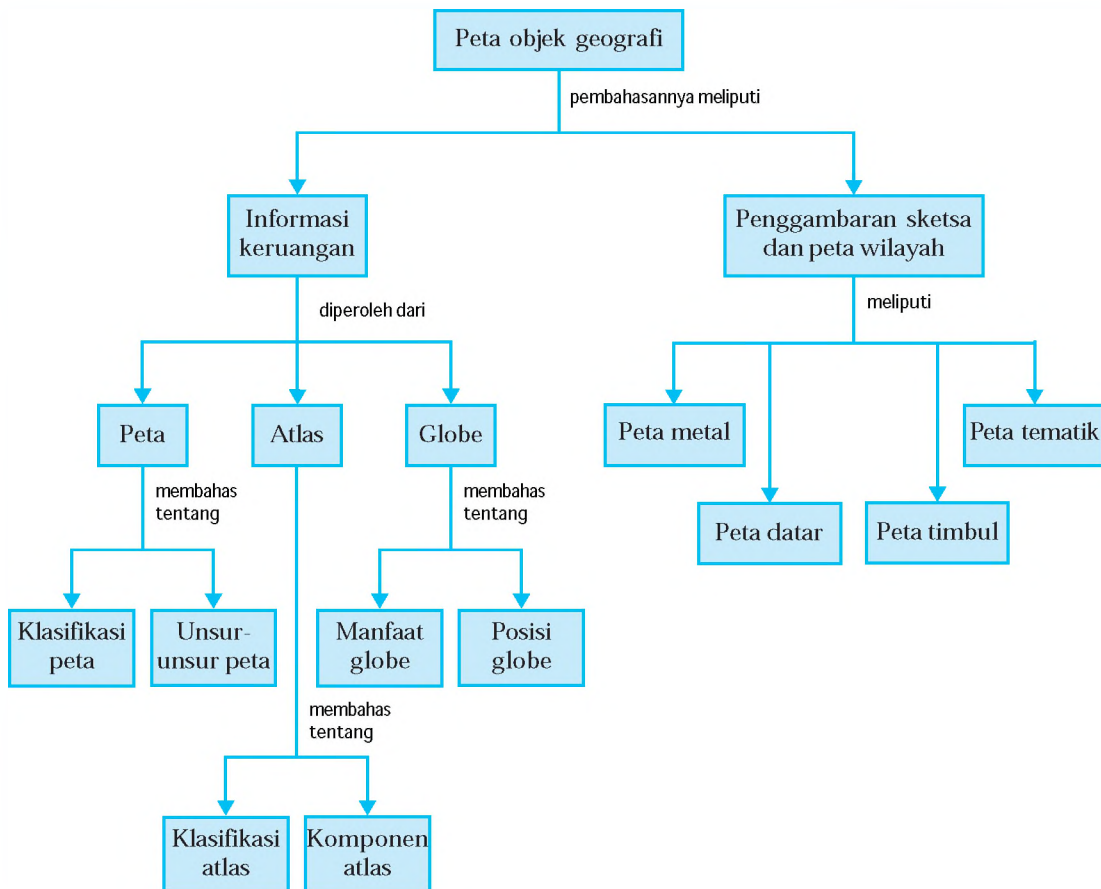 Peta objek geografi
pembahasannya meliputi
Informasi
keruangan
Penggambaran sketsa
dan peta wilayah
diperoleh dari
meliputi
Peta
Atlas
Globe
Peta metal
Peta tematik
membahas
tentang
membahas
tentang
Peta datar
Peta timbul
Klasifikasi
peta
Unsur-
unsur peta
Manfaat
globe
Posisi
globe
membahas
tentang
Klasifikasi
atlas
Komponen
atlas